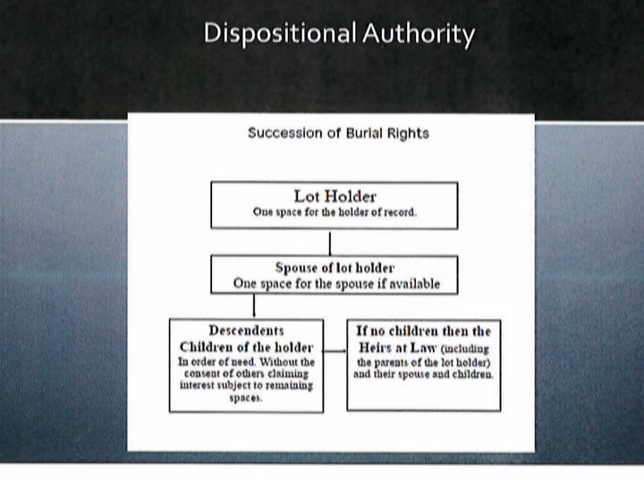 Dispositional Authority
Succession of Burial Rights
Lot Holder
One space for the holder of record.
Spouse of lot holder
One space for the spouse if available
Descendents
Children of the holder
In order of need. Without the
consent of others claiming
interest subject to remaining
spaces.
If no children then the
Heirs at Law (including
the parents of the lot holder)
and their spouse and children.